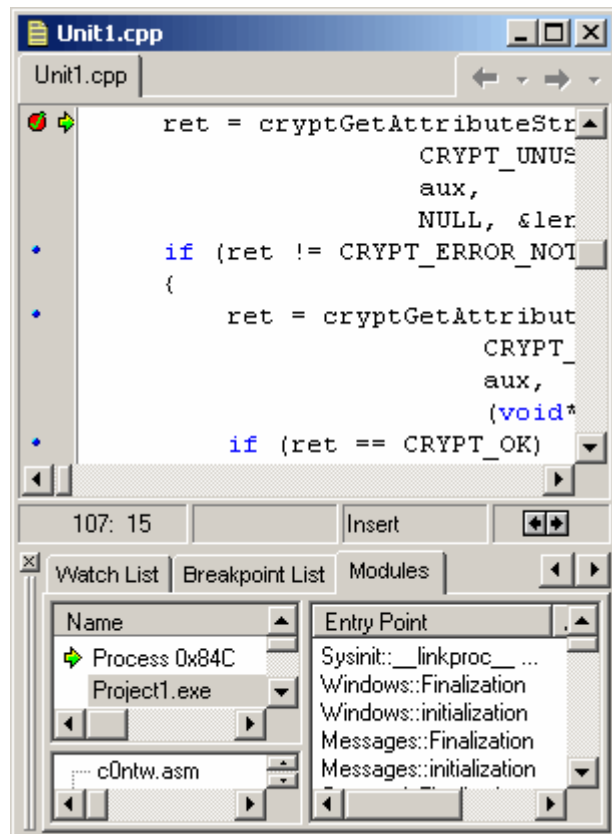 Unit1.cpp
Unit1.cpp
ret = cryptGetAttributeStr
CRYPT_UNUS
aux,
NULL, &len
if (ret != CRYPT_ERROR_NOT
{
ret = cryptGetAttribut
CRYPT_
aux,
(void*
if (ret == CRYPT_OK)
107: 15
Insert
Watch List Breakpoint List Modules
Name
Process 0x84C
Project1.exe
c0ntw.asm
Entry Point
Sysinit::__linkproc__ ...
Windows::Finalization
Windows::initialization
Messages::Finalization
Messages::initialization